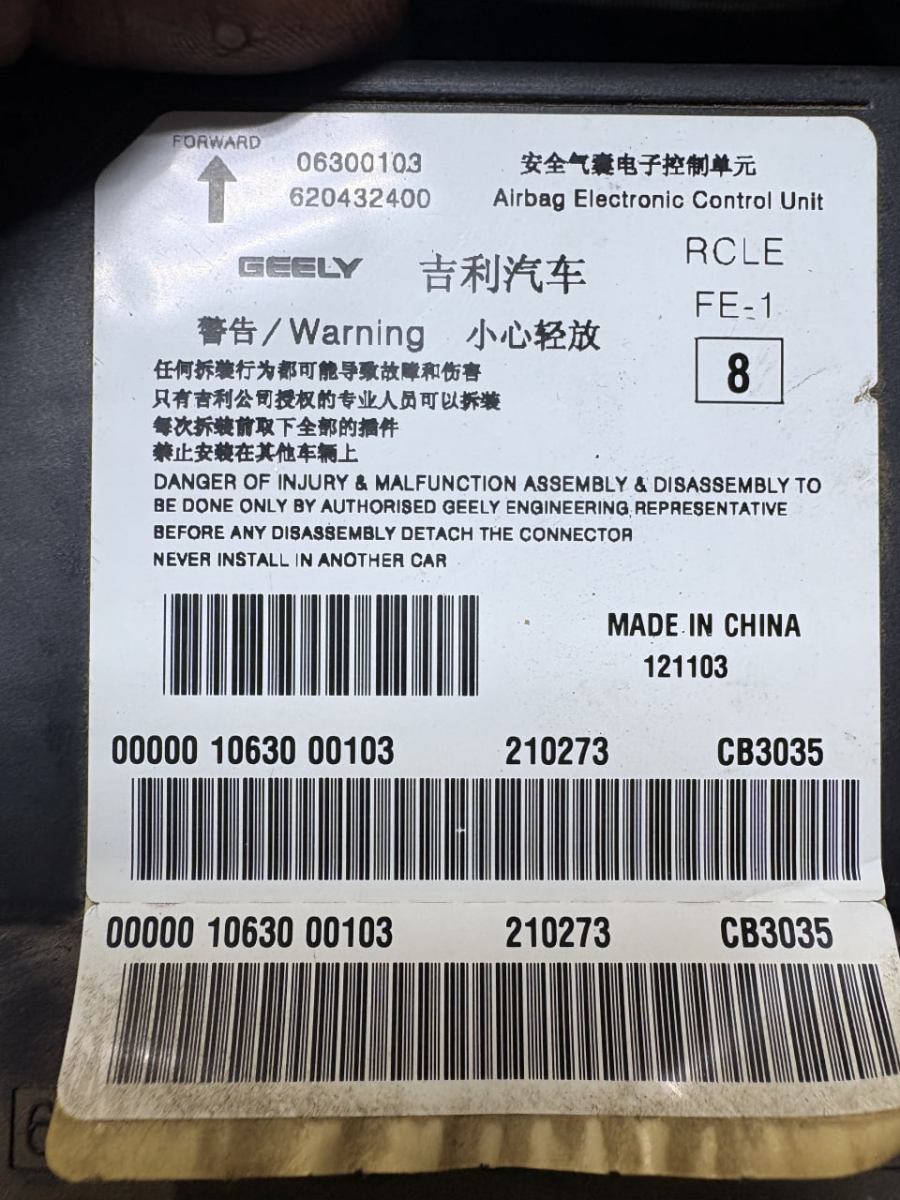 FORWARD
06300103
620432400
安全气囊电子控制单元
Airbag Electronic Control Unit
GEELY 吉利汽车
RCLE
FE-1
8
警告/Warning 小心轻放
任何拆装行为都可能导致故障和伤害
只有吉利公司授权的专业人员可以拆装
每次拆装前取下全部的插件
禁止安装在其他车辆上
DANGER OF INJURY & MALFUNCTION ASSEMBLY & DISASSEMBLY TO
BE DONE ONLY BY AUTHORISED GEELY ENGINEERING REPRESENTATIVE
BEFORE ANY DISASSEMBLY DETACH THE CONNECTOR
NEVER INSTALL IN ANOTHER CAR
MADE IN CHINA
121103
00000 10630 00103 210273 CB3035
00000 10630 00103 210273 CB3035